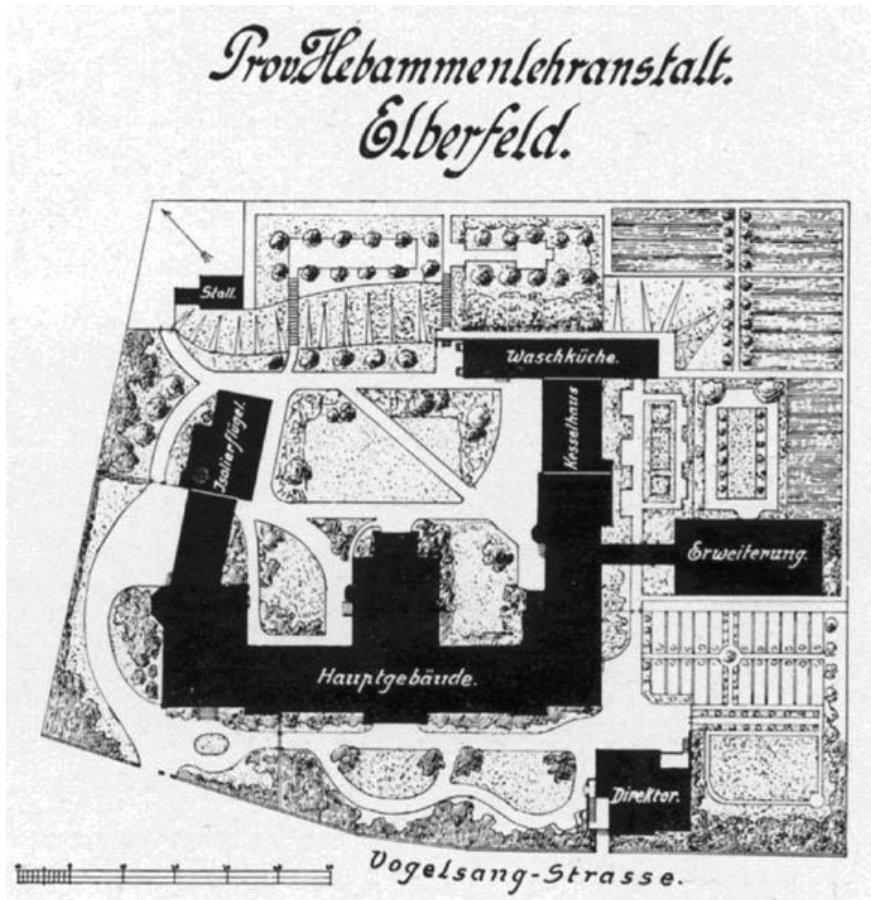 Prov. Hebammenlehranstalt.
Elberfeld.
Stall.
Waschküche.
Isolierflügel.
Kesselhaus
Erweiterung.
Hauptgebäude.
Direktor.
Vogelsang-Strasse.